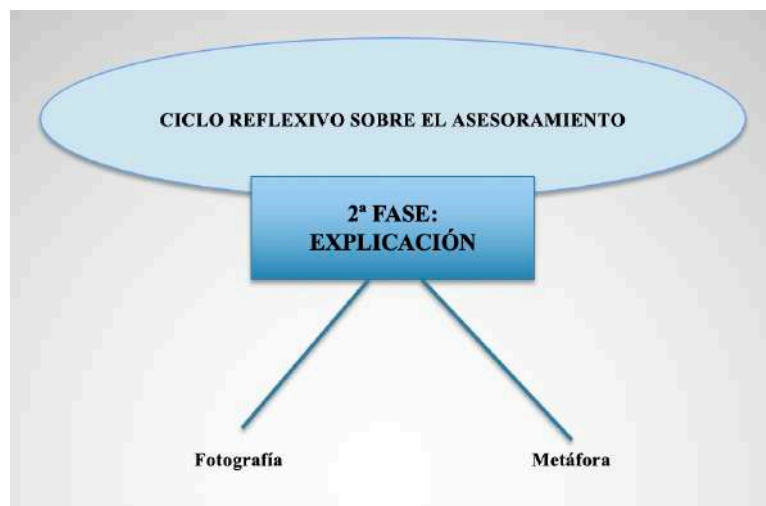 CICLO REFLEXIVO SOBRE EL ASESORAMIENTO
2ª FASE:
EXPLICACIÓN
Fotografía
Metáfora